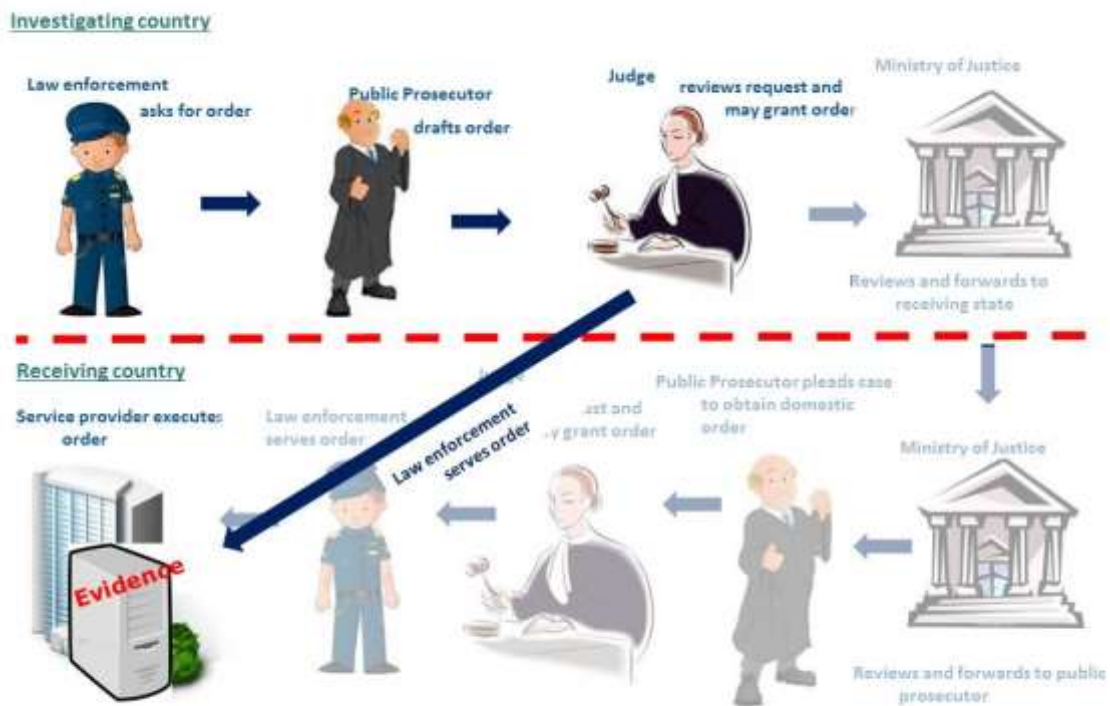 Investigating country
Law enforcement
asks for order
Public Prosecutor
drafts order
Judge
reviews request and
may grant order
Ministry of Justice
Reviews and forwards to
receiving state
Receiving country
Service provider executes
order
Evidence
Law enforcement
serves order
Law enforcement
serves order
and
grant order
Public Prosecutor pleads case
to obtain domestic
order
Ministry of Justice
Reviews and forwards to public
prosecutor